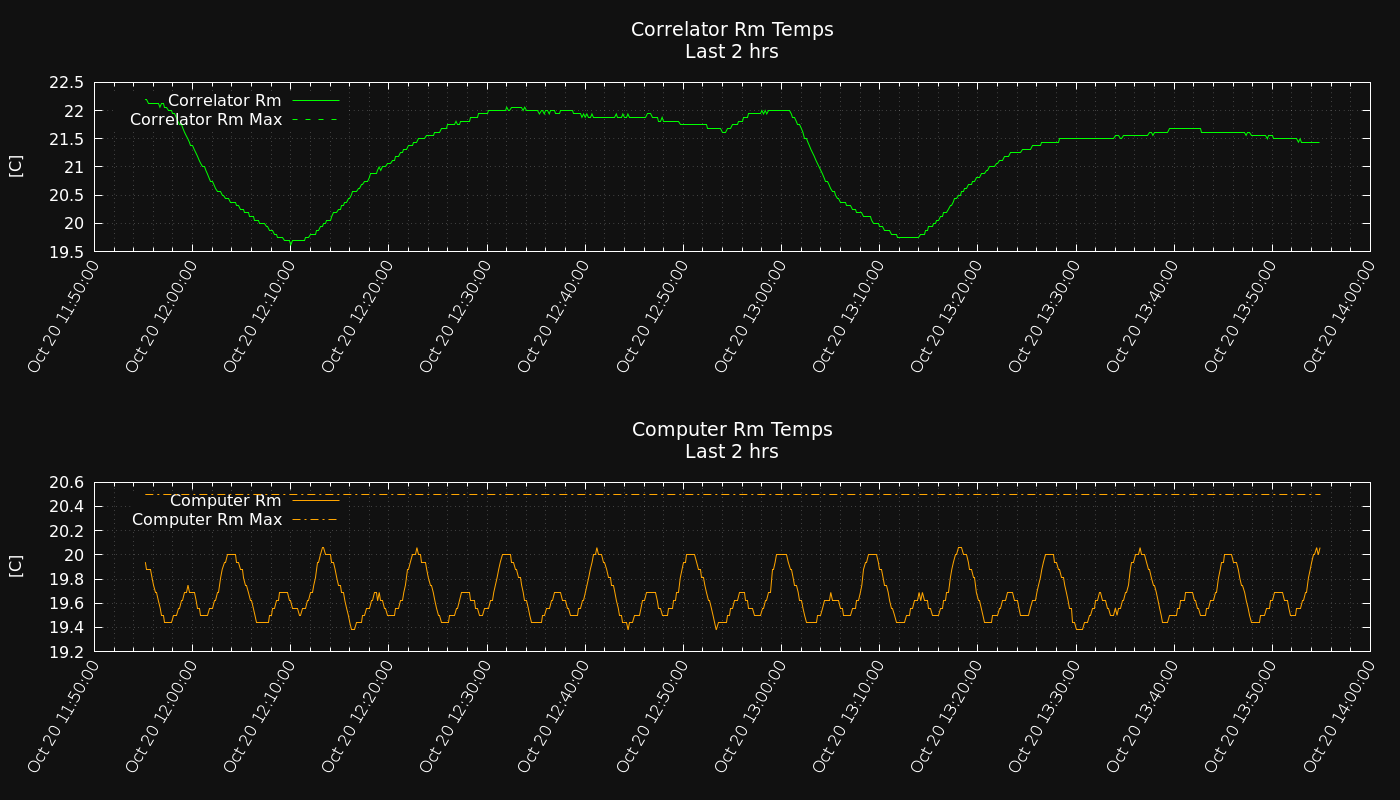 Correlator Rm Temps
Last 2 hrs
22.5
22
21.5
21
20.5
20
19.5
[C]
Correlator Rm
Correlator Rm Max
Oct 20 11:50:00
Oct 20 12:00:00
Oct 20 12:10:00
Oct 20 12:20:00
Oct 20 12:30:00
Oct 20 12:40:00
Oct 20 12:50:00
Oct 20 13:00:00
Oct 20 13:10:00
Oct 20 13:20:00
Oct 20 13:30:00
Oct 20 13:40:00
Oct 20 13:50:00
Oct 20 14:00:00
Computer Rm Temps
Last 2 hrs
20.6
20.4
20.2
20
19.8
19.6
19.4
19.2
[C]
Computer Rm
Computer Rm Max
Oct 20 11:50:00
Oct 20 12:00:00
Oct 20 12:10:00
Oct 20 12:20:00
Oct 20 12:30:00
Oct 20 12:40:00
Oct 20 12:50:00
Oct 20 13:00:00
Oct 20 13:10:00
Oct 20 13:20:00
Oct 20 13:30:00
Oct 20 13:40:00
Oct 20 13:50:00
Oct 20 14:00:00